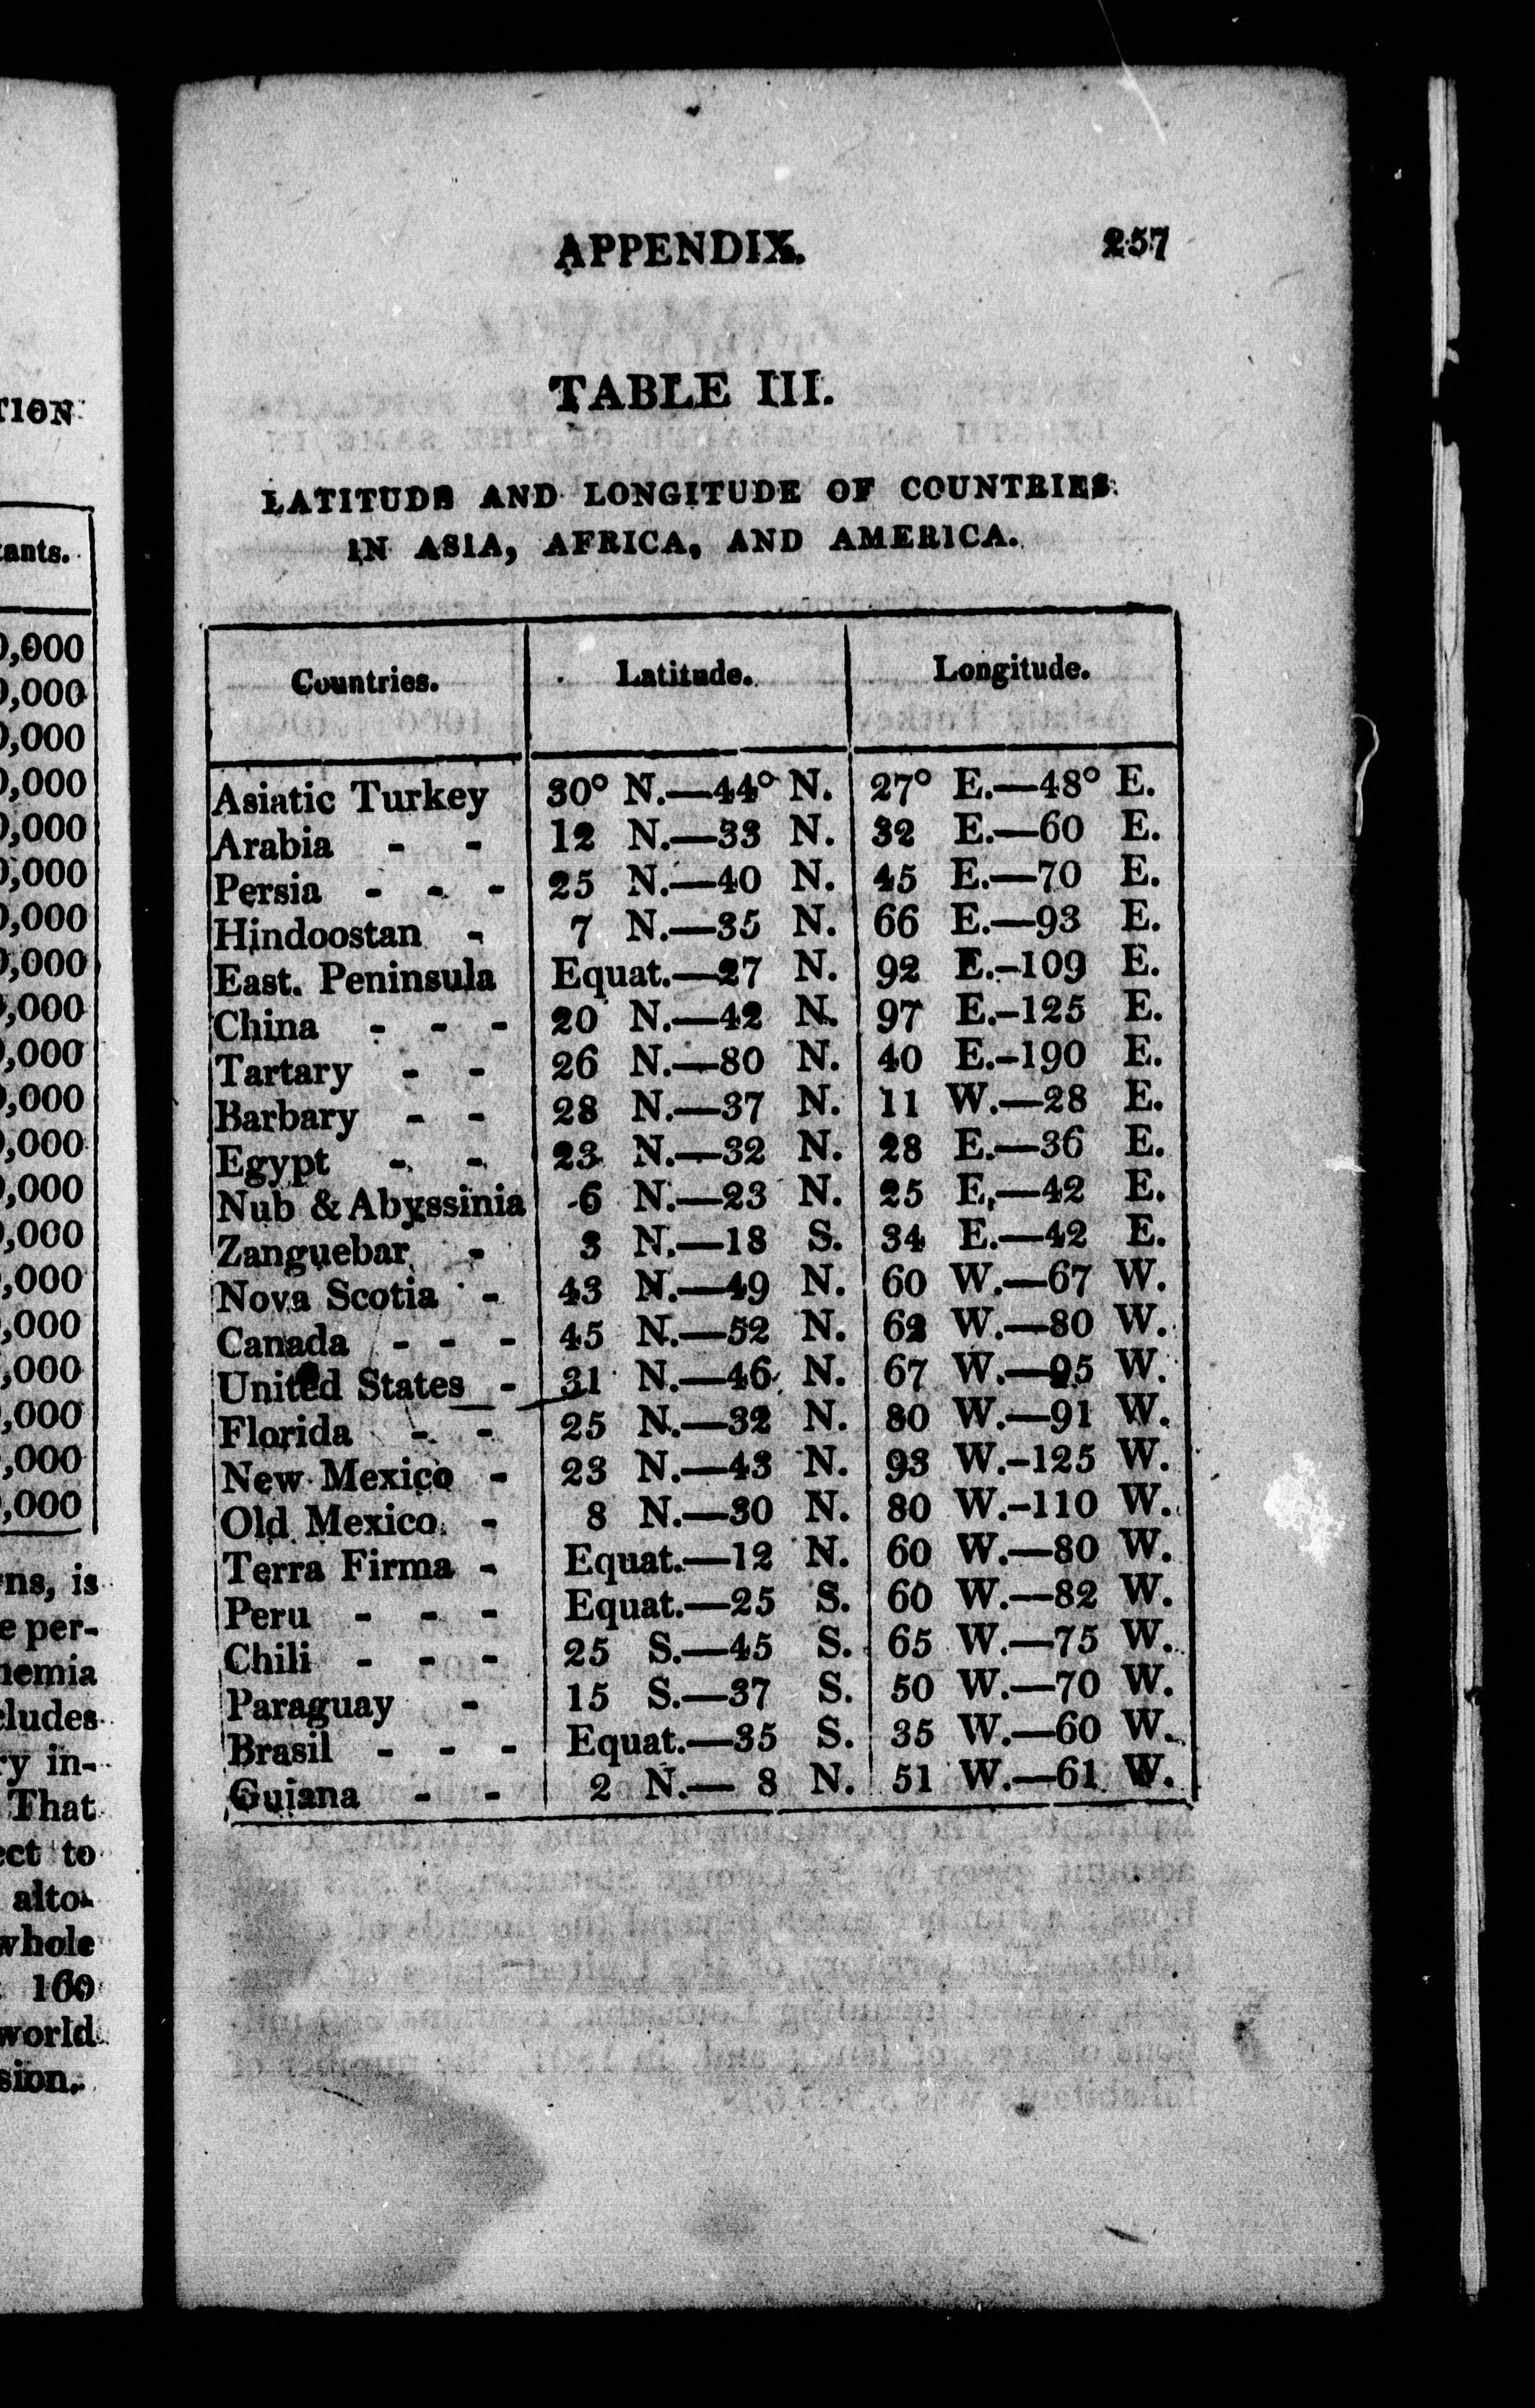 APPENDIX. 257
TABLE III.
LATITUDE AND LONGITUDE OF COUNTRIES
IN ASIA, AFRICA, AND AMERICA.
Countries. Latitude. Longitude.
Asiatic Turkey 30° N.—44° N. 27° E.—48° E.
Arabia - - 12 N.—33 N. 32 E.—60 E.
Persia - - - 25 N.—40 N. 45 E.—70 E.
Hindoostan - 7 N.—35 N. 66 E.—93 E.
East. Peninsula Equat.—27 N. 92 E.-109 E.
China - - - 20 N.—42 N. 97 E.-125 E.
Tartary - - 26 N.—80 N. 40 E.-190 E.
Barbary - - 28 N.—37 N. 11 W.—28 E.
Egypt - - 23 N.—32 N. 28 E.—36 E.
Nub & Abyssinia 6 N.—23 N. 25 E.—42 E.
Zanguebar - 3 N.—18 S. 34 E.—42 E.
Nova Scotia - 43 N.—49 N. 60 W.—67 W.
Canada - - - 45 N.—52 N. 62 W.—80 W.
United States - 31 N.—46 N. 67 W.—95 W.
Florida - - 25 N.—32 N. 80 W.—91 W.
New Mexico - 23 N.—43 N. 93 W.-125 W.
Old Mexico - 8 N.—30 N. 80 W.-110 W.
Terra Firma - Equat.—12 N. 60 W.—80 W.
Peru - - - Equat.—25 S. 60 W.—82 W.
Chili - - - 25 S.—45 S. 65 W.—75 W.
Paraguay - 15 S.—37 S. 50 W.—70 W.
Brasil - - - Equat.—35 S. 35 W.—60 W.
Guiana - - 2 N.— 8 N. 51 W.—61 W.